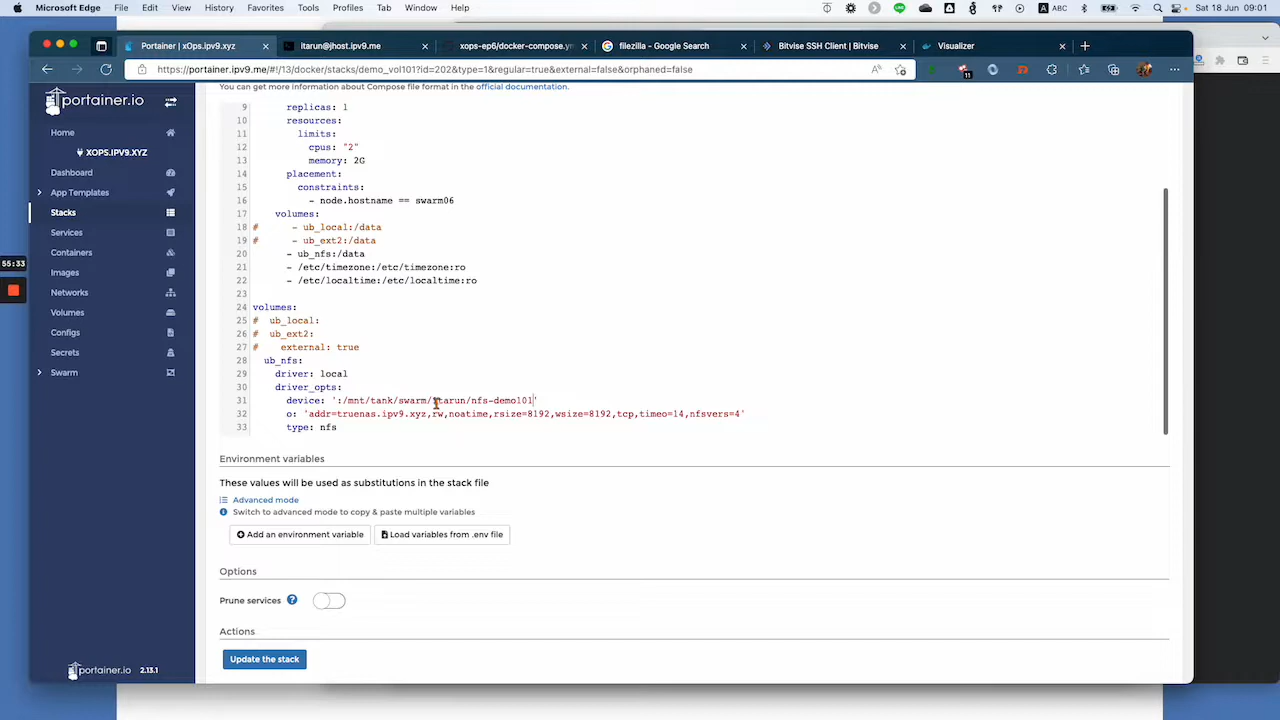 Microsoft Edge File Edit View History Favorites Tools Profiles Tab Window Help ABC Sat 18 Jun 09:01
Portainer | xOps.ipv9.xyz
itarun@jhost.ipv9.me
xops-ep6/docker-compose.ym
filezilla - Google Search
Bitvise SSH Client | Bitvise
Visualizer
https://portainer.ipv9.me/#!/13/docker/stacks/demo_vol101?id=202&type=1&regular=true&external=false&orphaned=false
11
portainer.io
Home
XOPS.IPV9.XYZ
Dashboard
App Templates
Stacks
Services
Containers
Images
Networks
Volumes
Configs
Secrets
Swarm
portainer.io 2.13.1
55:33
You can get more information about Compose file format in the official documentation.
9 replicas: 1
10 resources:
11 limits:
12 cpus: "2"
13 memory: 2G
14 placement:
15 constraints:
16 - node.hostname == swarm06
17 volumes:
18 # - ub_local:/data
19 # - ub_ext2:/data
20 - ub_nfs:/data
21 - /etc/timezone:/etc/timezone:ro
22 - /etc/localtime:/etc/localtime:ro
23
24 volumes:
25 # ub_local:
26 # ub_ext2:
27 # external: true
28 ub_nfs:
29 driver: local
30 driver_opts:
31 device: ':/mnt/tank/swarm/itarun/nfs-demo101'
32 o: 'addr=truenas.ipv9.xyz,rw,noatime,rsize=8192,wsize=8192,tcp,timeo=14,nfsvers=4'
33 type: nfs
Environment variables
These values will be used as substitutions in the stack file
Advanced mode
Switch to advanced mode to copy & paste multiple variables
Add an environment variable
Load variables from .env file
Options
Prune services
Actions
Update the stack